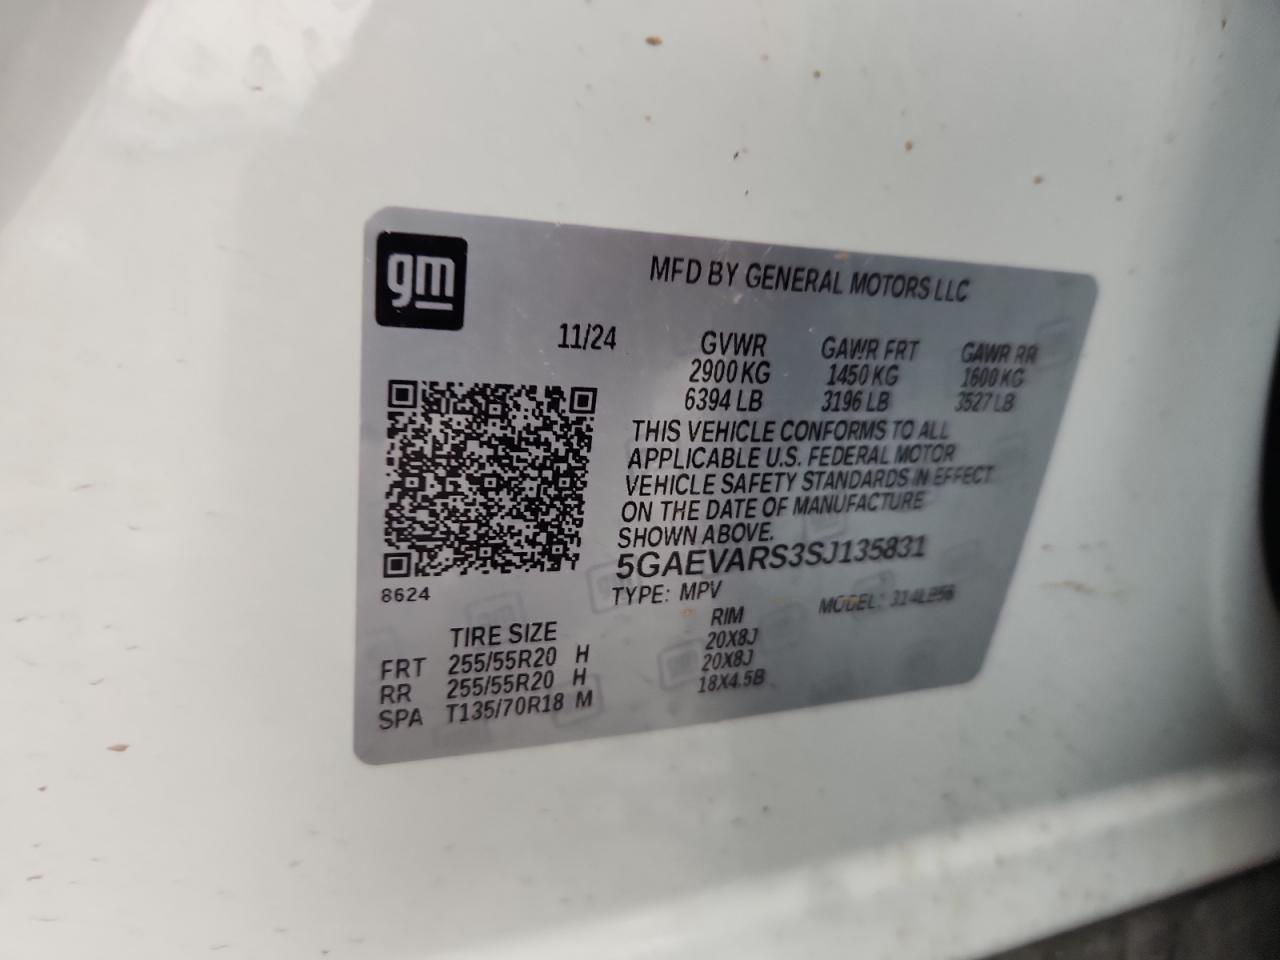 gm
MFD BY GENERAL MOTORS LLC
11/24 GVWR GAWR FRT GAWR RR
2900 KG 1450 KG 1600 KG
6394 LB 3196 LB 3527 LB
THIS VEHICLE CONFORMS TO ALL
APPLICABLE U.S. FEDERAL MOTOR
VEHICLE SAFETY STANDARDS IN EFFECT
ON THE DATE OF MANUFACTURE
SHOWN ABOVE.
5GAEVARS3SJ135831
8624
TYPE: MPV MODEL:
TIRE SIZE RIM
FRT 255/55R20 H 20X8J
RR 255/55R20 H 20X8J
SPA T135/70R18 M 18X4.5B